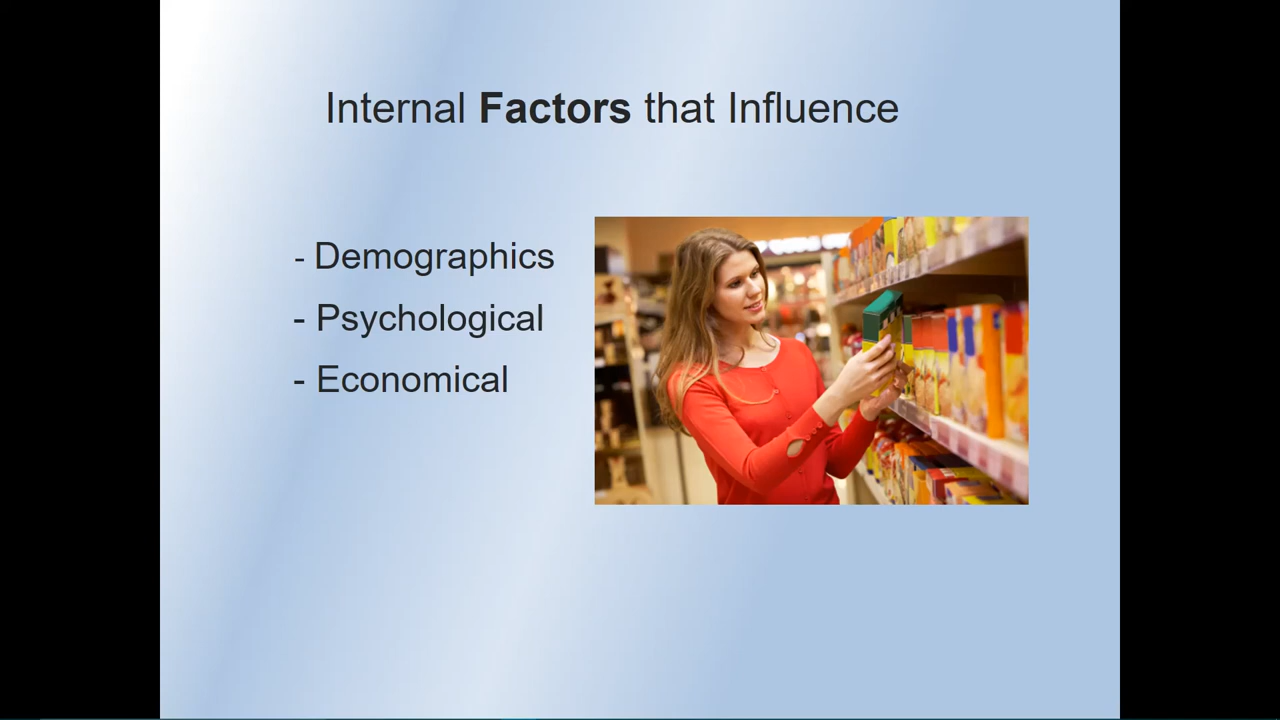 Internal Factors that Influence
- Demographics
- Psychological
- Economical